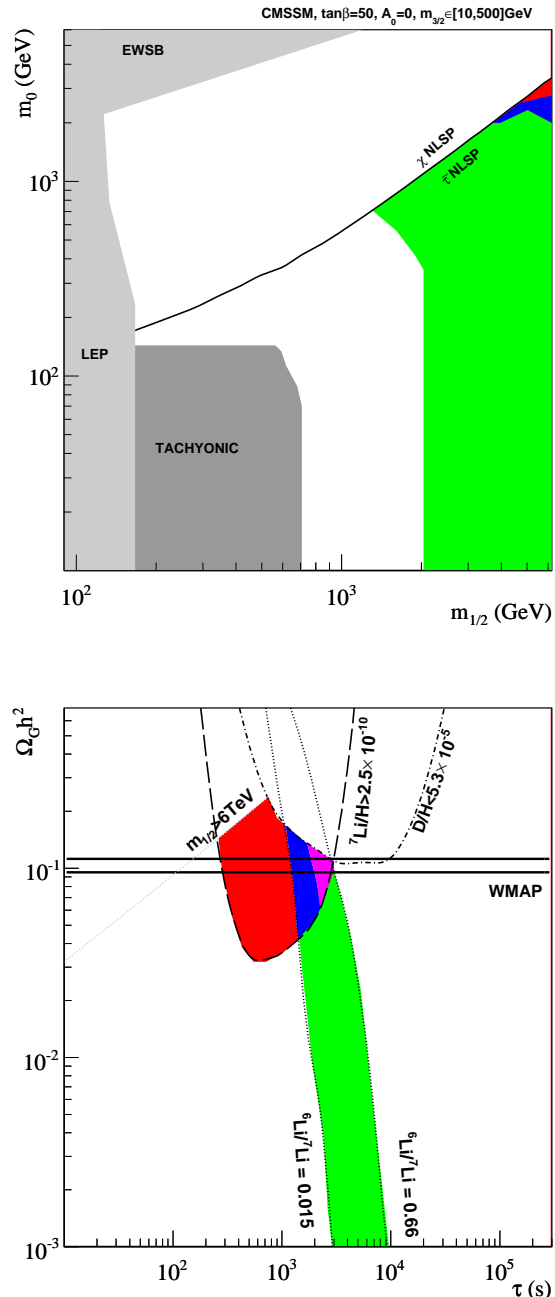 CMSSM, tanβ=50, A₀=0, m₃/₂∈[10,500]GeV
m₀ (GeV)
EWSB
χ NLSP
τ̃ NLSP
10³
LEP
10²
TACHYONIC
10² 10³
m₁/₂ (GeV)
Ω_G h²
m₁/₂>6TeV
⁷Li/H>2.5× 10⁻¹⁰
D/H<5.3× 10⁻⁵
10⁻¹
WMAP
10⁻²
⁶Li/⁷Li = 0.015
⁶Li/⁷Li = 0.66
10⁻³
10² 10³ 10⁴ 10⁵
τ (s)